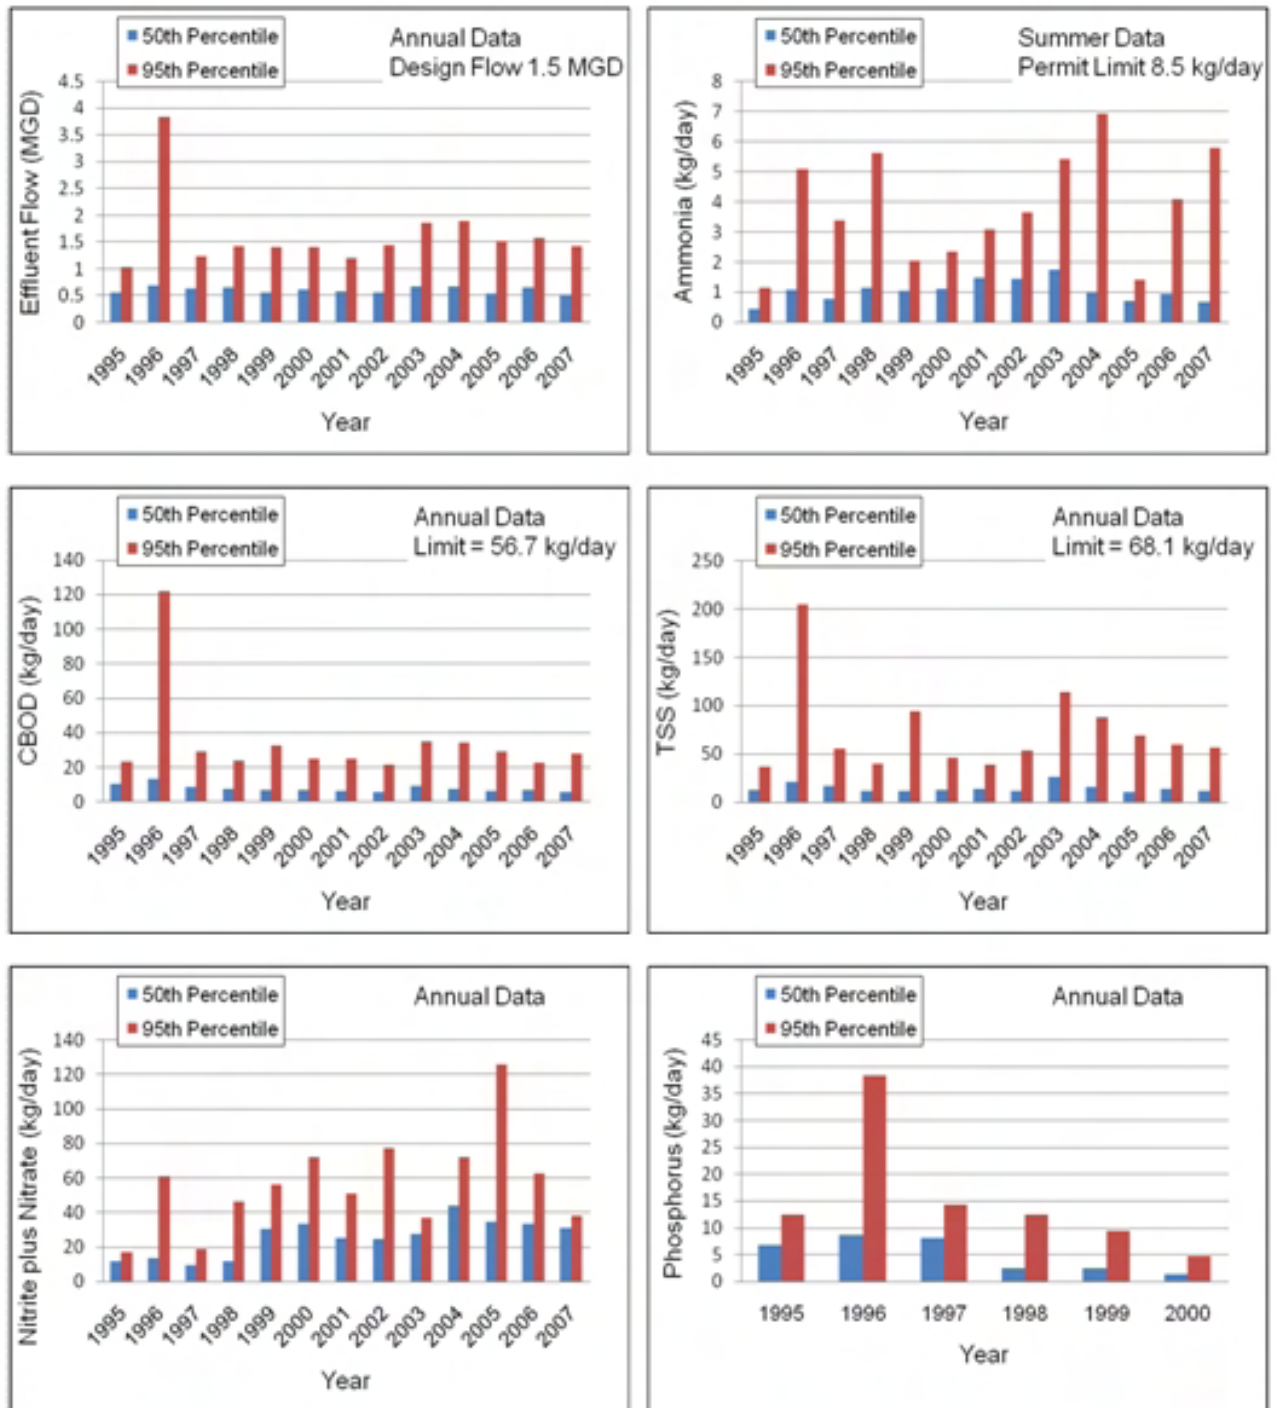 50th Percentile
95th Percentile
Annual Data
Design Flow 1.5 MGD
Effluent Flow (MGD)
4.5
4
3.5
3
2.5
2
1.5
1
0.5
0
1995 1996 1997 1998 1999 2000 2001 2002 2003 2004 2005 2006 2007
Year
50th Percentile
95th Percentile
Summer Data
Permit Limit 8.5 kg/day
Ammonia (kg/day)
8
7
6
5
4
3
2
1
0
1995 1996 1997 1998 1999 2000 2001 2002 2003 2004 2005 2006 2007
Year
50th Percentile
95th Percentile
Annual Data
Limit = 56.7 kg/day
CBOD (kg/day)
140
120
100
80
60
40
20
0
1995 1996 1997 1998 1999 2000 2001 2002 2003 2004 2005 2006 2007
Year
50th Percentile
95th Percentile
Annual Data
Limit = 68.1 kg/day
TSS (kg/day)
250
200
150
100
50
0
1995 1996 1997 1998 1999 2000 2001 2002 2003 2004 2005 2006 2007
Year
50th Percentile
95th Percentile
Annual Data
Nitrite plus Nitrate (kg/day)
140
120
100
80
60
40
20
0
1995 1996 1997 1998 1999 2000 2001 2002 2003 2004 2005 2006 2007
Year
50th Percentile
95th Percentile
Annual Data
Phosphorus (kg/day)
45
40
35
30
25
20
15
10
5
0
1995 1996 1997 1998 1999 2000
Year